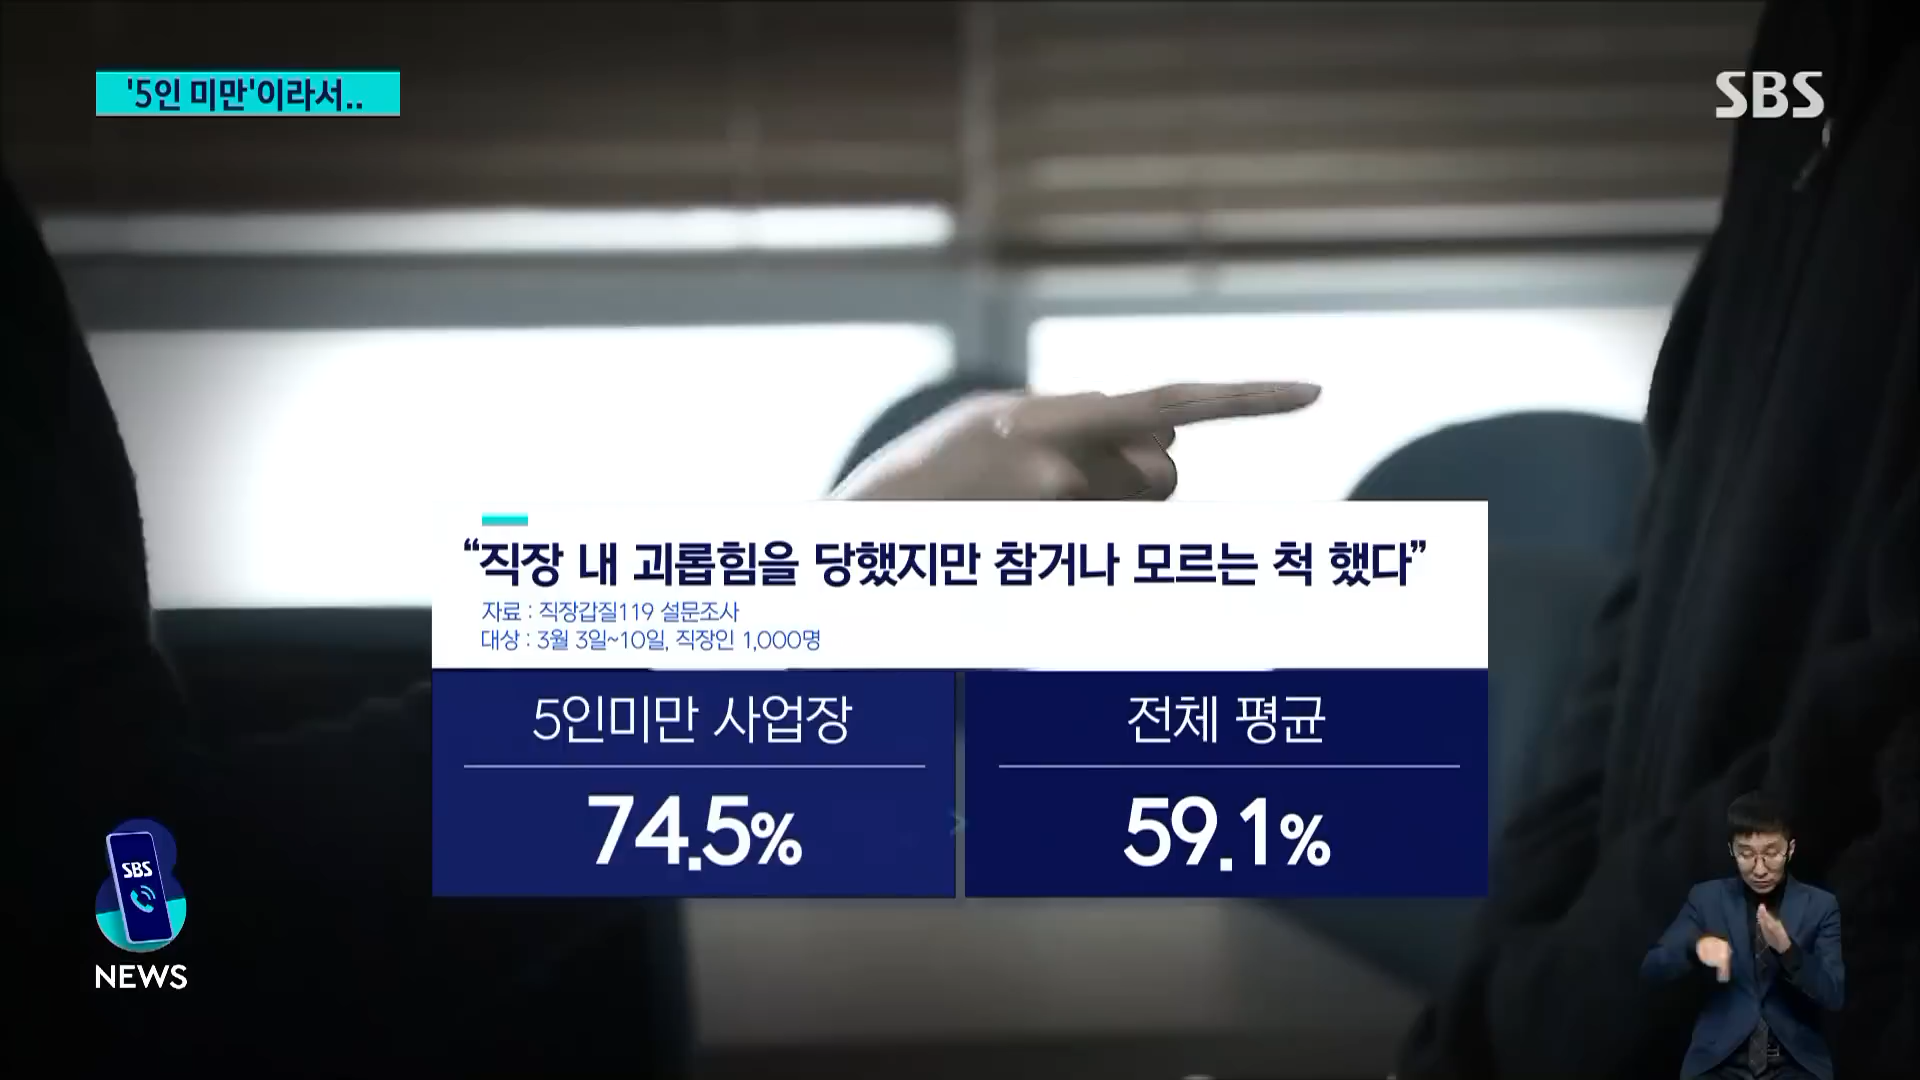 '5인 미만'이라서..
SBS
“직장 내 괴롭힘을 당했지만 참거나 모르는 척 했다”
자료 : 직장갑질119 설문조사
대상 : 3월 3일~10일, 직장인 1,000명
5인미만 사업장
74.5%
전체 평균
59.1%
SBS
NEWS